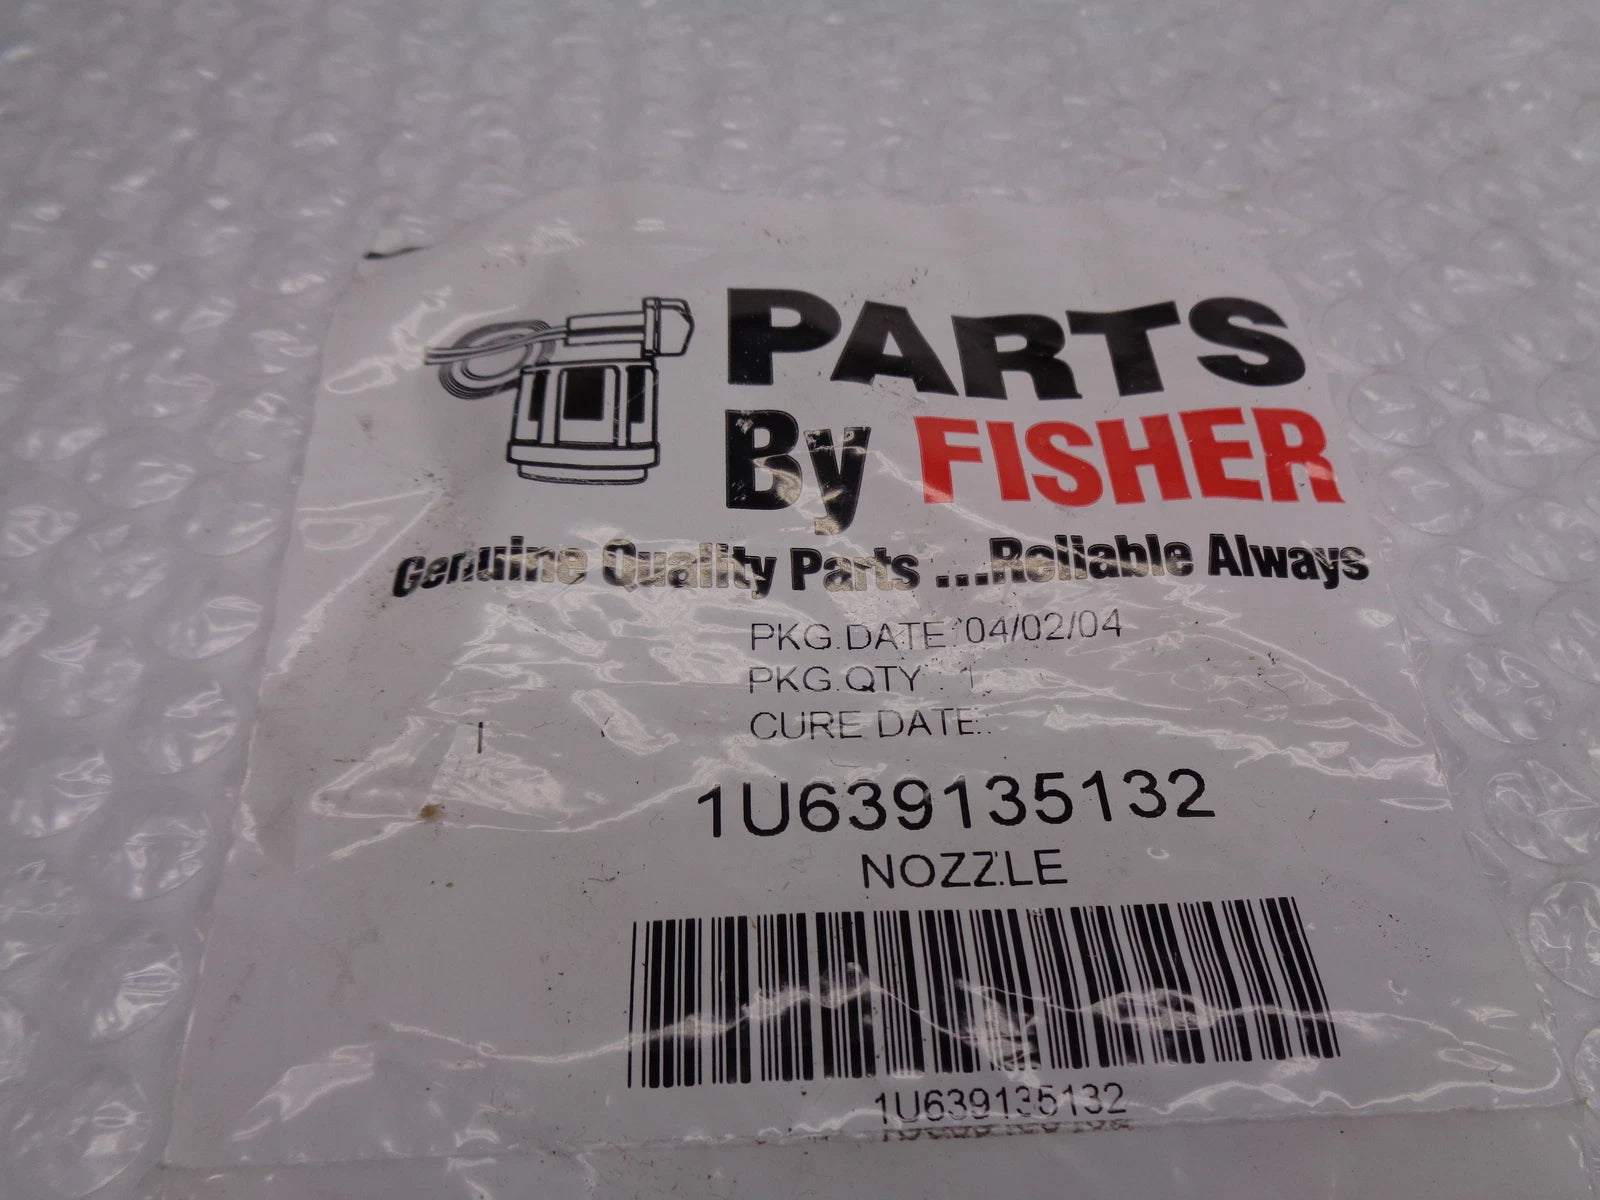 PARTS
By FISHER
Genuine Quality Parts ...Reliable Always
PKG.DATE: 04/02/04
PKG.QTY : 1
CURE DATE:
1U639135132
NOZZLE
1U639135132